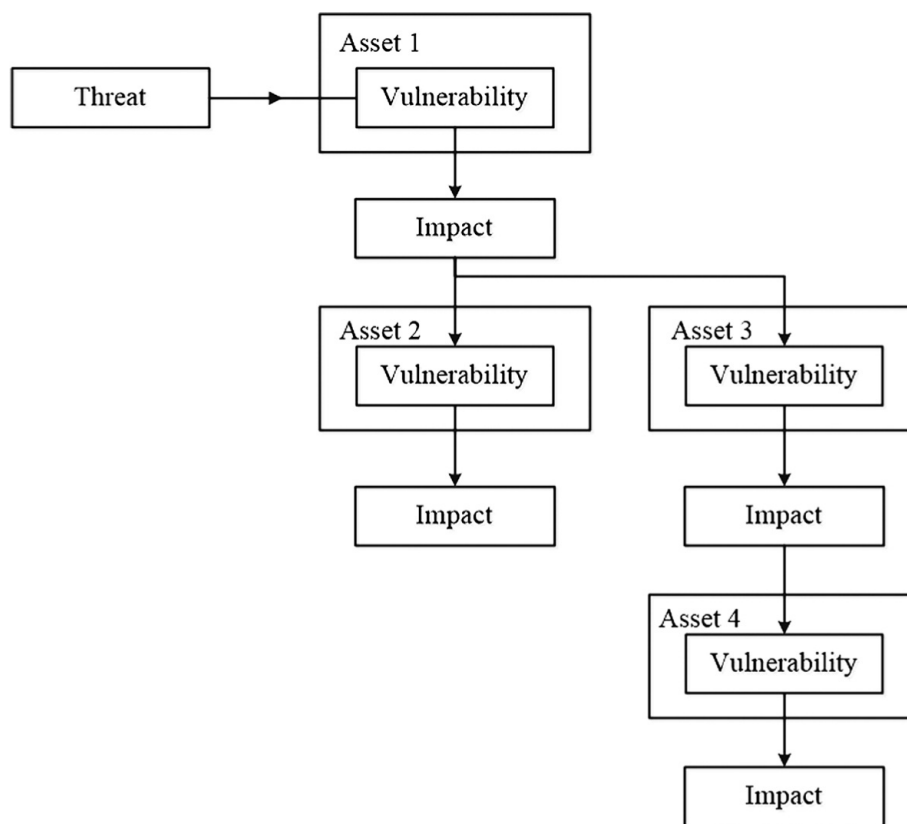 Asset 1
Threat
Vulnerability
Impact
Asset 2
Asset 3
Vulnerability
Vulnerability
Impact
Impact
Asset 4
Vulnerability
Impact